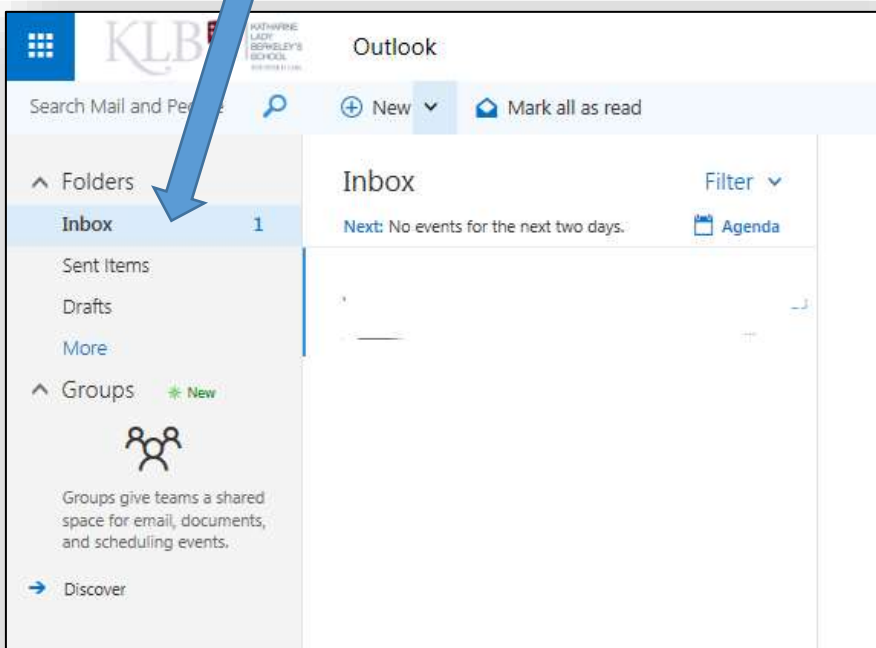 KLB
KATHARINE
LADY
BERKELEY'S
SCHOOL
Outlook
Search Mail and
New
Mark all as read
Folders
Inbox 1
Sent Items
Drafts
More
Groups New
Groups give teams a shared
space for email, documents,
and scheduling events.
Discover
Inbox Filter
Next: No events for the next two days. Agenda